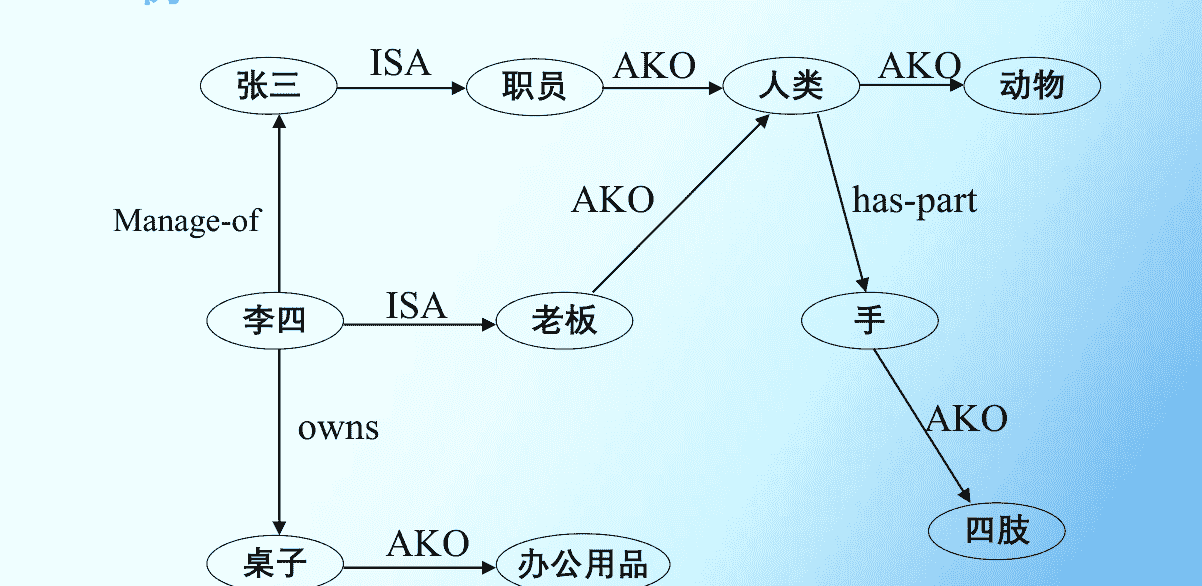 ISA
AKO
AKO
张三
职员
人类
动物
AKO
has-part
Manage-of
ISA
李四
老板
手
owns
AKO
四肢
AKO
桌子
办公用品